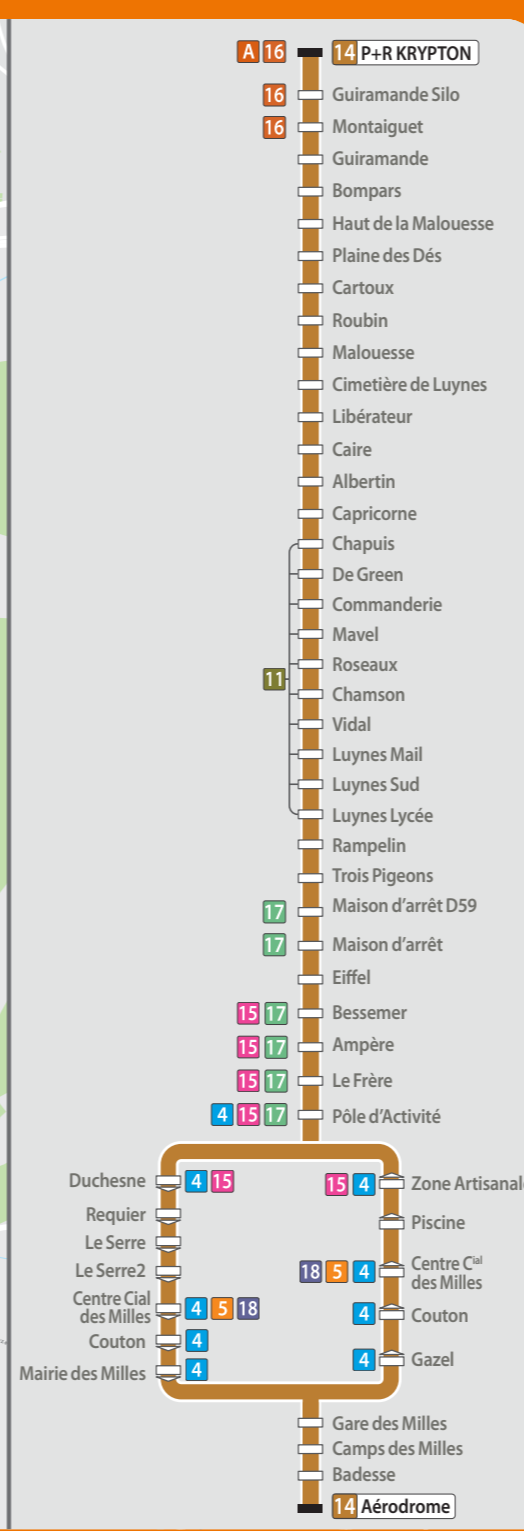 A 16 14 P+R KRYPTON
16 Guiramande Silo
16 Montaiguet
Guiramande
Bompars
Haut de la Malouesse
Plaine des Dés
Cartoux
Roubin
Malouesse
Cimetière de Luynes
Libérateur
Caire
Albertin
Capricorne
Chapuis
De Green
Commanderie
Mavel
Roseaux
11
Chamson
Vidal
Luynes Mail
Luynes Sud
Luynes Lycée
Rampelin
Trois Pigeons
17 Maison d'arrêt D59
17 Maison d'arrêt
Eiffel
15 17 Bessemer
15 17 Ampère
15 17 Le Frère
4 15 17 Pôle d'Activité
Duchesne 4 15
Requier
Le Serre
Le Serre2
Centre Cial
des Milles 4 5 18
Couton 4
Mairie des Milles 4
15 4 Zone Artisanale
Piscine
18 5 4 Centre Cial
des Milles
4 Couton
4 Gazel
Gare des Milles
Camps des Milles
Badesse
14 Aérodrome